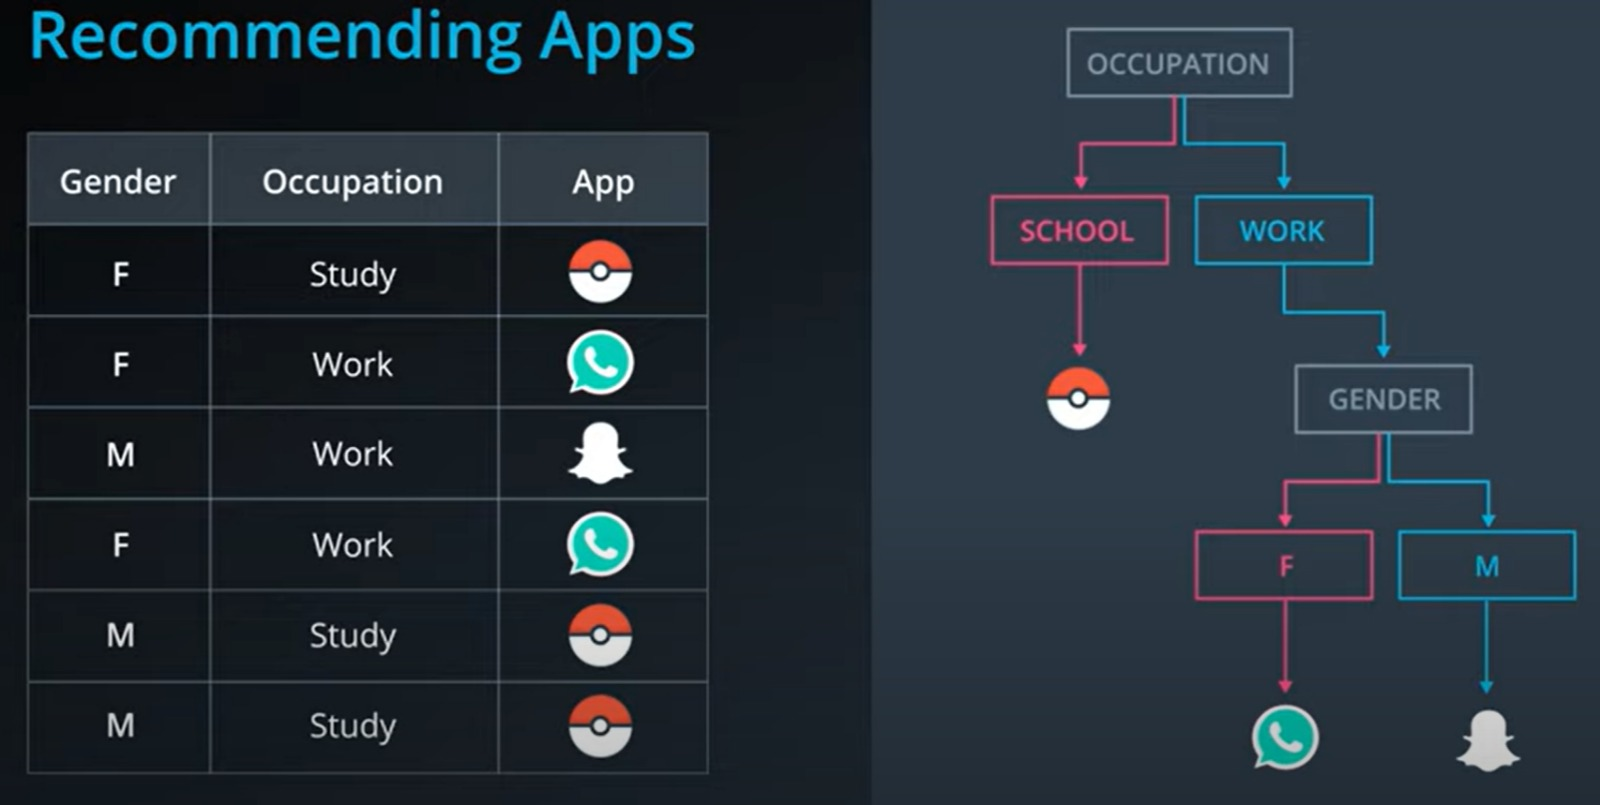 Recommending Apps
Gender Occupation App
F Study
F Work
M Work
F Work
M Study
M Study
OCCUPATION
SCHOOL WORK
GENDER
F M